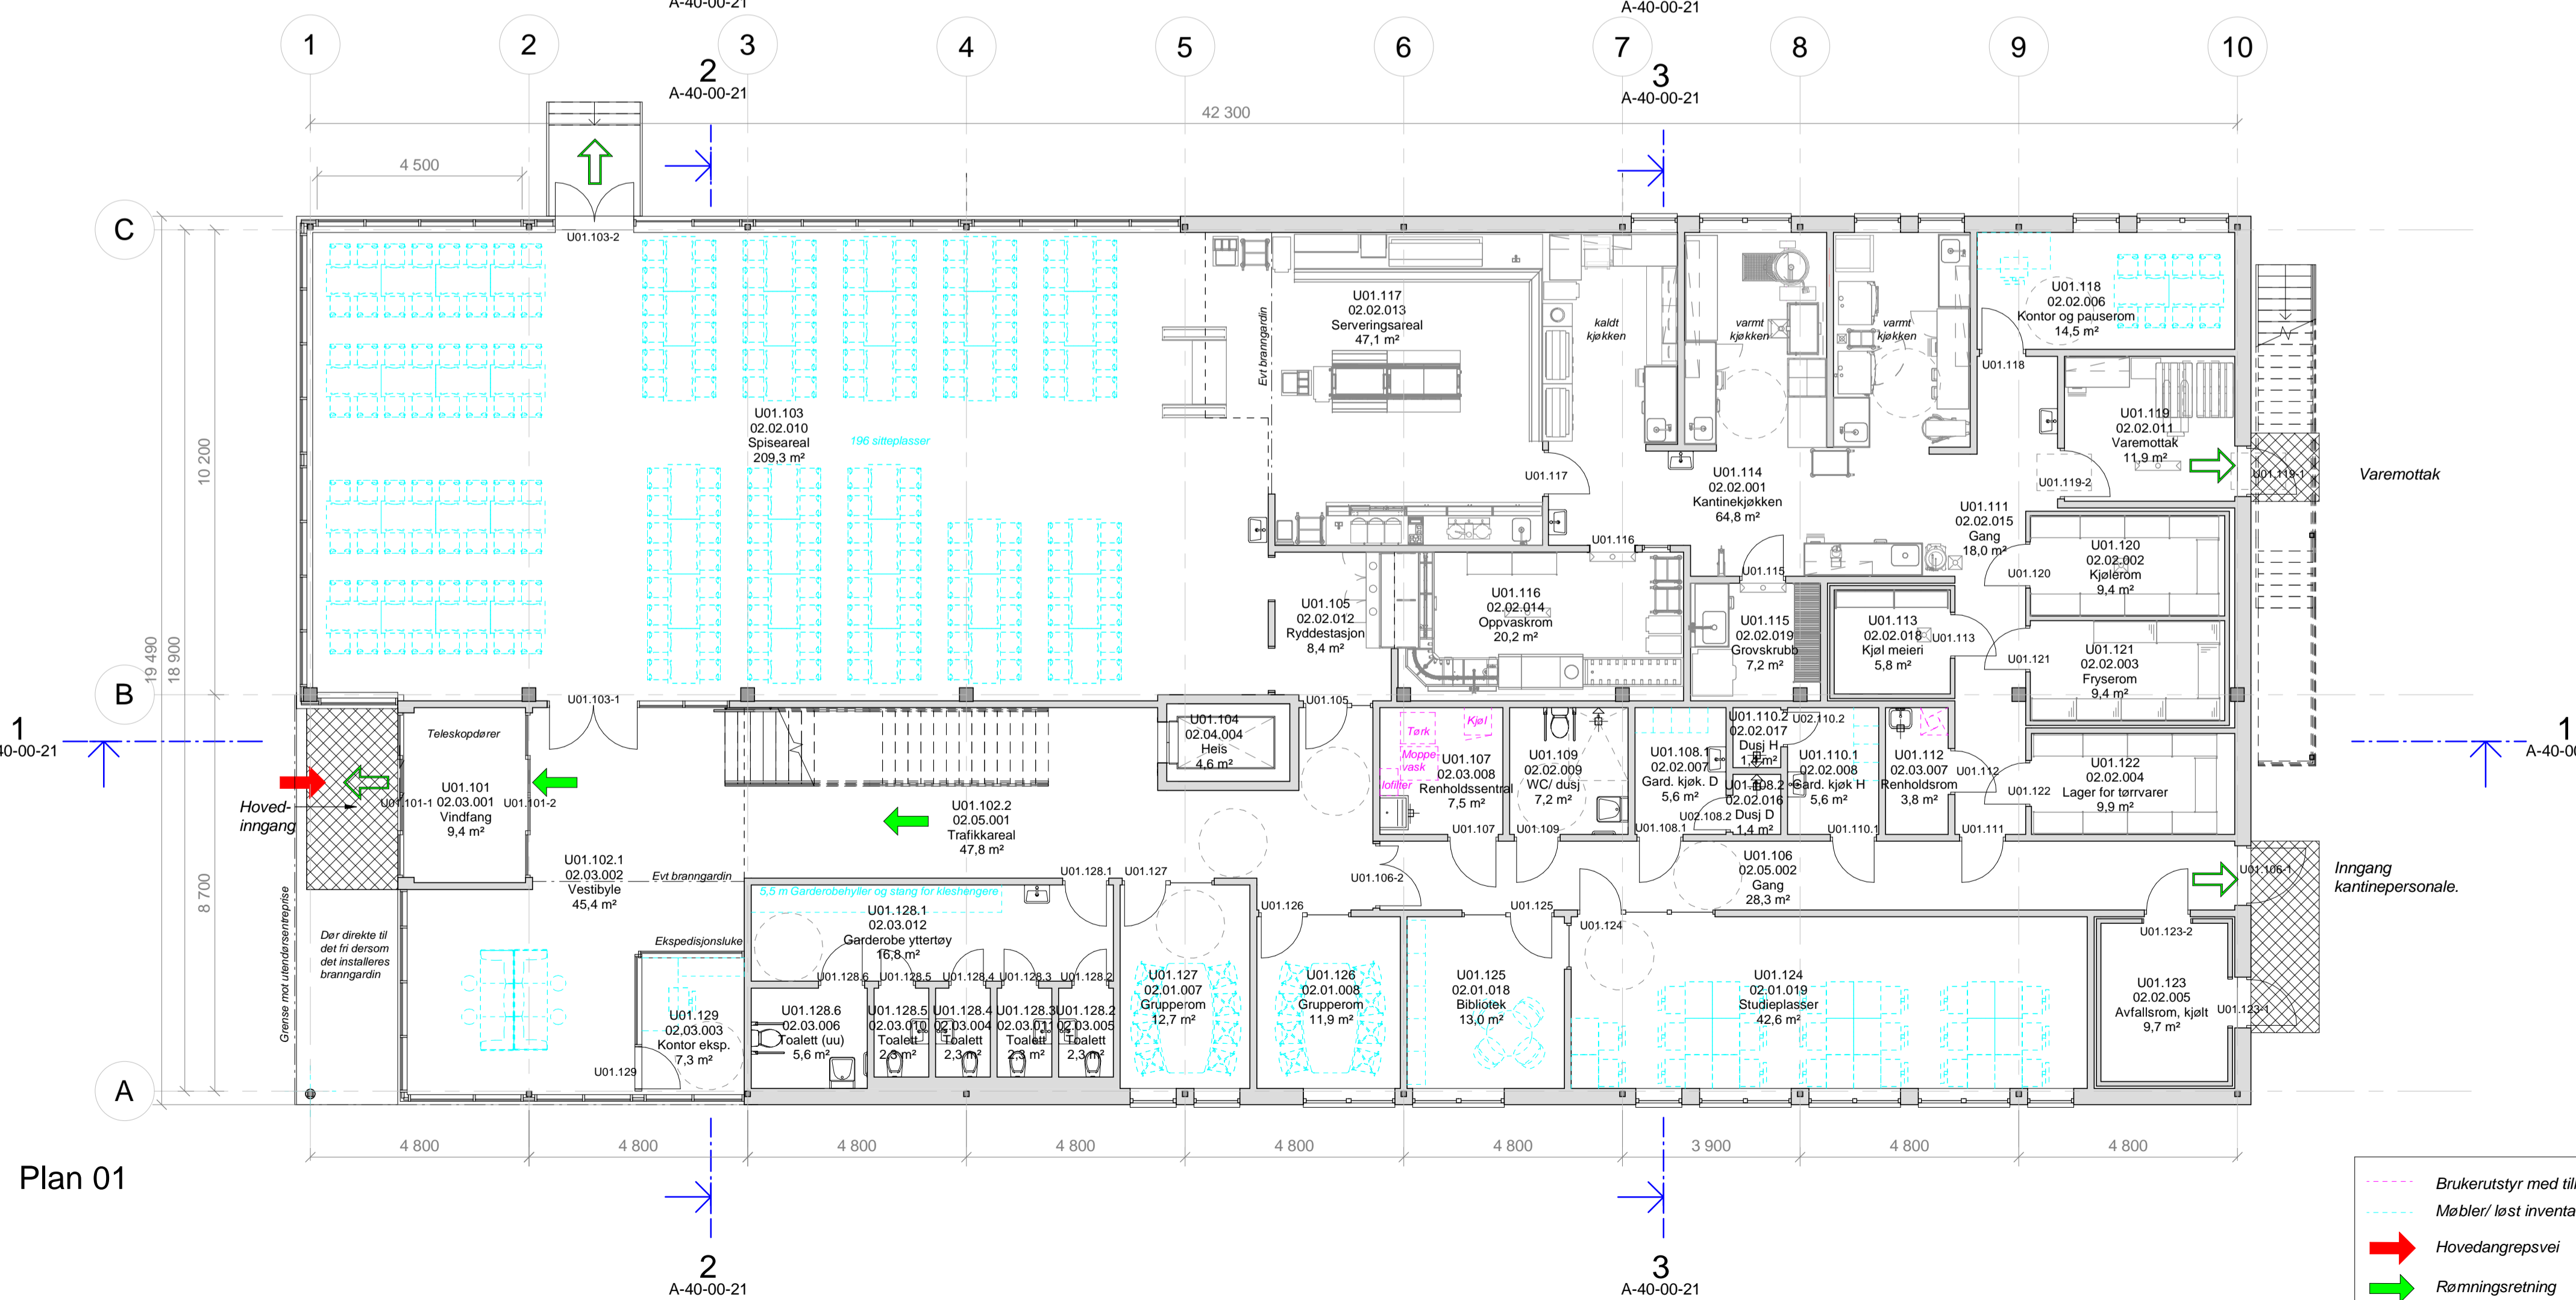 A-40-00-21
A-40-00-21
1
2
3
4
5
6
7
8
9
10
2
A-40-00-21
3
A-40-00-21
42 300
4 500
C
B
A
10 200
19 490
18 900
8 700
U01.103-2
U01.103
02.02.010
Spiseareal
209,3 m²
196 sitteplasser
Evt branngardin
U01.117
02.02.013
Serveringsareal
47,1 m²
kaldt
kjøkken
varmt
kjøkken
varmt
kjøkken
U01.118
02.02.006
Kontor og pauserom
14,5 m²
U01.118
U01.119
02.02.011
Varemottak
11,9 m²
U01.119-1
U01.119-2
Varemottak
U01.117
U01.114
02.02.001
Kantinekjøkken
64,8 m²
U01.111
02.02.015
Gang
18,0 m²
U01.116
U01.115
U01.120
02.02.002
Kjølerom
9,4 m²
U01.120
U01.105
02.02.012
Ryddestasjon
8,4 m²
U01.116
02.02.014
Oppvaskrom
20,2 m²
U01.115
02.02.019
Grovskrubb
7,2 m²
U01.113
02.02.018
Kjøl meieri
5,8 m²
U01.113
U01.121
U01.121
02.02.003
Fryserom
9,4 m²
U01.103-1
U01.105
1
A-40-00-21
1
Teleskopdører
U01.101
02.03.001
Vindfang
9,4 m²
U01.101-1
U01.101-2
Hoved-
inngang
U01.104
02.04.004
Heis
4,6 m²
Tørk
Kjøl
Moppe-
vask
lofilter
U01.107
02.03.008
Renholdssentral
7,5 m²
U01.109
02.02.009
WC/ dusj
7,2 m²
U01.108.1
02.02.007
Gard. kjøk. D
5,6 m²
U01.110.2
02.02.017
Dusj H
U02.110.2
U01.108.2
02.02.016
Dusj D
1,4 m²
U02.108.2
U01.110.1
02.02.008
Gard. kjøk H
5,6 m²
U01.112
02.03.007
Renholdsrom
3,8 m²
U01.112
U01.122
U01.122
02.02.004
Lager for tørrvarer
9,9 m²
U01.107
U01.109
U01.108.1
U01.110.1
U01.111
U01.102.2
02.05.001
Trafikkareal
47,8 m²
U01.102.1
02.03.002
Vestibyle
45,4 m²
Evt branngardin
U01.128.1
U01.127
U01.106-2
U01.106
02.05.002
Gang
28,3 m²
U01.106-1
Inngang
kantinepersonale.
Grense mot utendørsentreprise
Dør direkte til
det fri dersom
det installeres
branngardin
5,5 m Garderobehyller og stang for kleshengere
U01.128.1
02.03.012
Garderobe yttertøy
16,8 m²
Ekspedisjonsluke
U01.126
U01.125
U01.124
U01.123-2
U01.128.6
U01.128.5
U01.128.4
U01.128.3
U01.128.2
U01.129
02.03.003
Kontor eksp.
7,3 m²
U01.129
U01.128.6
02.03.006
Toalett (uu)
5,6 m²
U01.128.5
02.03.010
Toalett
2,3 m²
U01.128.4
02.03.004
Toalett
2,3 m²
U01.128.3
02.03.011
Toalett
2,3 m²
U01.128.2
02.03.005
Toalett
2,3 m²
U01.127
02.01.007
Grupperom
12,7 m²
U01.126
02.01.008
Grupperom
11,9 m²
U01.125
02.01.018
Bibliotek
13,0 m²
U01.124
02.01.019
Studieplasser
42,6 m²
U01.123
02.02.005
Avfallsrom, kjølt
9,7 m²
U01.123-1
4 800
4 800
4 800
4 800
4 800
4 800
3 900
4 800
4 800
Plan 01
2
A-40-00-21
3
A-40-00-21
Brukerutstyr med
Møbler/ løst
Hovedangrepsvei
Rømningsretning